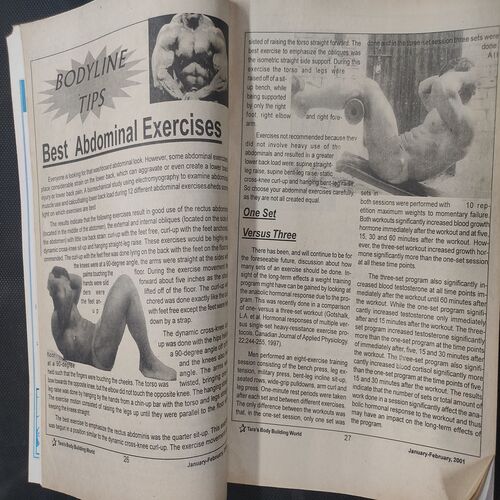 BODYLINE
TIPS
Best Abdominal Exercises
Everyone is looking for that washboard abdominal look. However, some abdominal exercises
place considerable strain on the lower back, which can aggravate or even create a lower back
injury or lower back pain. A biomechanical study using electromyography to examine abdominal
muscle use and calculating lower back load during 12 different abdominal exercises sheds some
light on which exercises are best
The results indicate that the following exercises result in good use of the rectus abdominis
(located in the middle of the abdomen), the external and internal obliques (located on the side of
the abdomen) with little low back strain: curl-up with the feet free, curl-up with the feet anchored,
dynamic cross-knee curl-up and hanging straight-leg raise. These exercises would be highly re-
commended. The curl-up with the feet free was done lying on the back with the feet on the floor,
the knees were at a 90-degree angle, the arms were straight at the sides of
palms touching the floor. During the exercise movement the
hands were slid forward about five inches as the shoulders
lifted off of the floor. The curl-up
chored was done exactly like the
with feet free except the feet were
down by a strap.
The dynamic cross-knee
up was done with the hips
a 90-degree angle off
and the knees also
at a 90-degree angle. The arms
twisted, bringing
hard such that the fingers were touching the cheeks. The torso was
bow towards the opposite knee, but the elbow did not touch the opposite knee. The hanging
leg raise was done by hanging by the hands from a chin-up bar with the torso and legs
The exercise motion consisted of raising the legs up until they were parallel to the floor
keeping the knees straight.
The best exercise to emphasize the rectus abdominis was the quarter sit-up. This
was begun in a position similar to the dynamic cross-knee curl-up. The exercise movement
Tara's Body Building World
26
January-February,
sisted of raising the torso straight forward. The
best exercise to emphasize the obliques was
the isometric straight side support. During this
exercise the torso and legs were
raised off of a sit-
up bench, while
being supported
by only the right
foot, right elbow
and right fore-
arm.
Exercises not recommended because they
did not involve heavy use of the
abdominals and resulted in a greater
lower back load were: supine straight-
leg raise, supine bent-leg raise, static
cross-knee curl-up and hanging bent-leg raise
So choose your abdominal exercises carefully
as they are not all created equal.
One Set
Versus Three
There has been, and will continue to be for
the foreseeable future, discussion about how
many sets of an exercise should be done. In-
sight of the long-term effects a weight training
program might have can be gained by looking at
the anabolic hormonal response due to the pro-
gram. This was recently done in a comparison
of one- versus a three-set workout (Gotshalk,
L.A. et al. Hormonal responses of multiple ver-
sus single-set heavy-resistance exercise pro-
tocols. Canadian Journal of Applied Physiology
22:244-255, 1997).
Men performed an eight-exercise training
session consisting of the bench press, leg ex-
tension, military press, bent-leg incline sit-up,
seated rows, wide-grip pulldowns, arm curl and
leg press. One-minute rest periods were taken
after each set and between different exercises.
The only difference between the workouts was
that, in the one-set session, only one set was
done and in the three-set session three sets were
done
All
sets in
both sessions were performed with 10 rep-
etition maximum weights to momentary failure.
Both workouts significantly increased blood growth
hormone immediately after the workout and at five,
15, 30 and 60 minutes after the workout. How-
ever, the three-set workout increased growth hor-
mone significantly more than the one-set session
at all these time points.
The three-set program also significantly in-
creased blood testosterone at all time points im-
mediately after the workout until 60 minutes after
the workout. While the one-set program signifi-
cantly increased testosterone only immediately
after and 15 minutes after the workout. The three-
set program increased testosterone significantly
more than the one-set program at the time points
of immediately after, five, 15 and 30 minutes after
the workout. The three-set program also signifi-
cantly increased blood cortisol significantly more
than the one-set program at the time points of five
15 and 30 minutes after the workout. The results
indicate that the number of sets or total amount of
work done in a session significantly affect the ana-
bolic hormonal response to the workout and thus
may have an impact on the long-term effects of
the program.
Tara's Body Building World
27
January-February, 2001